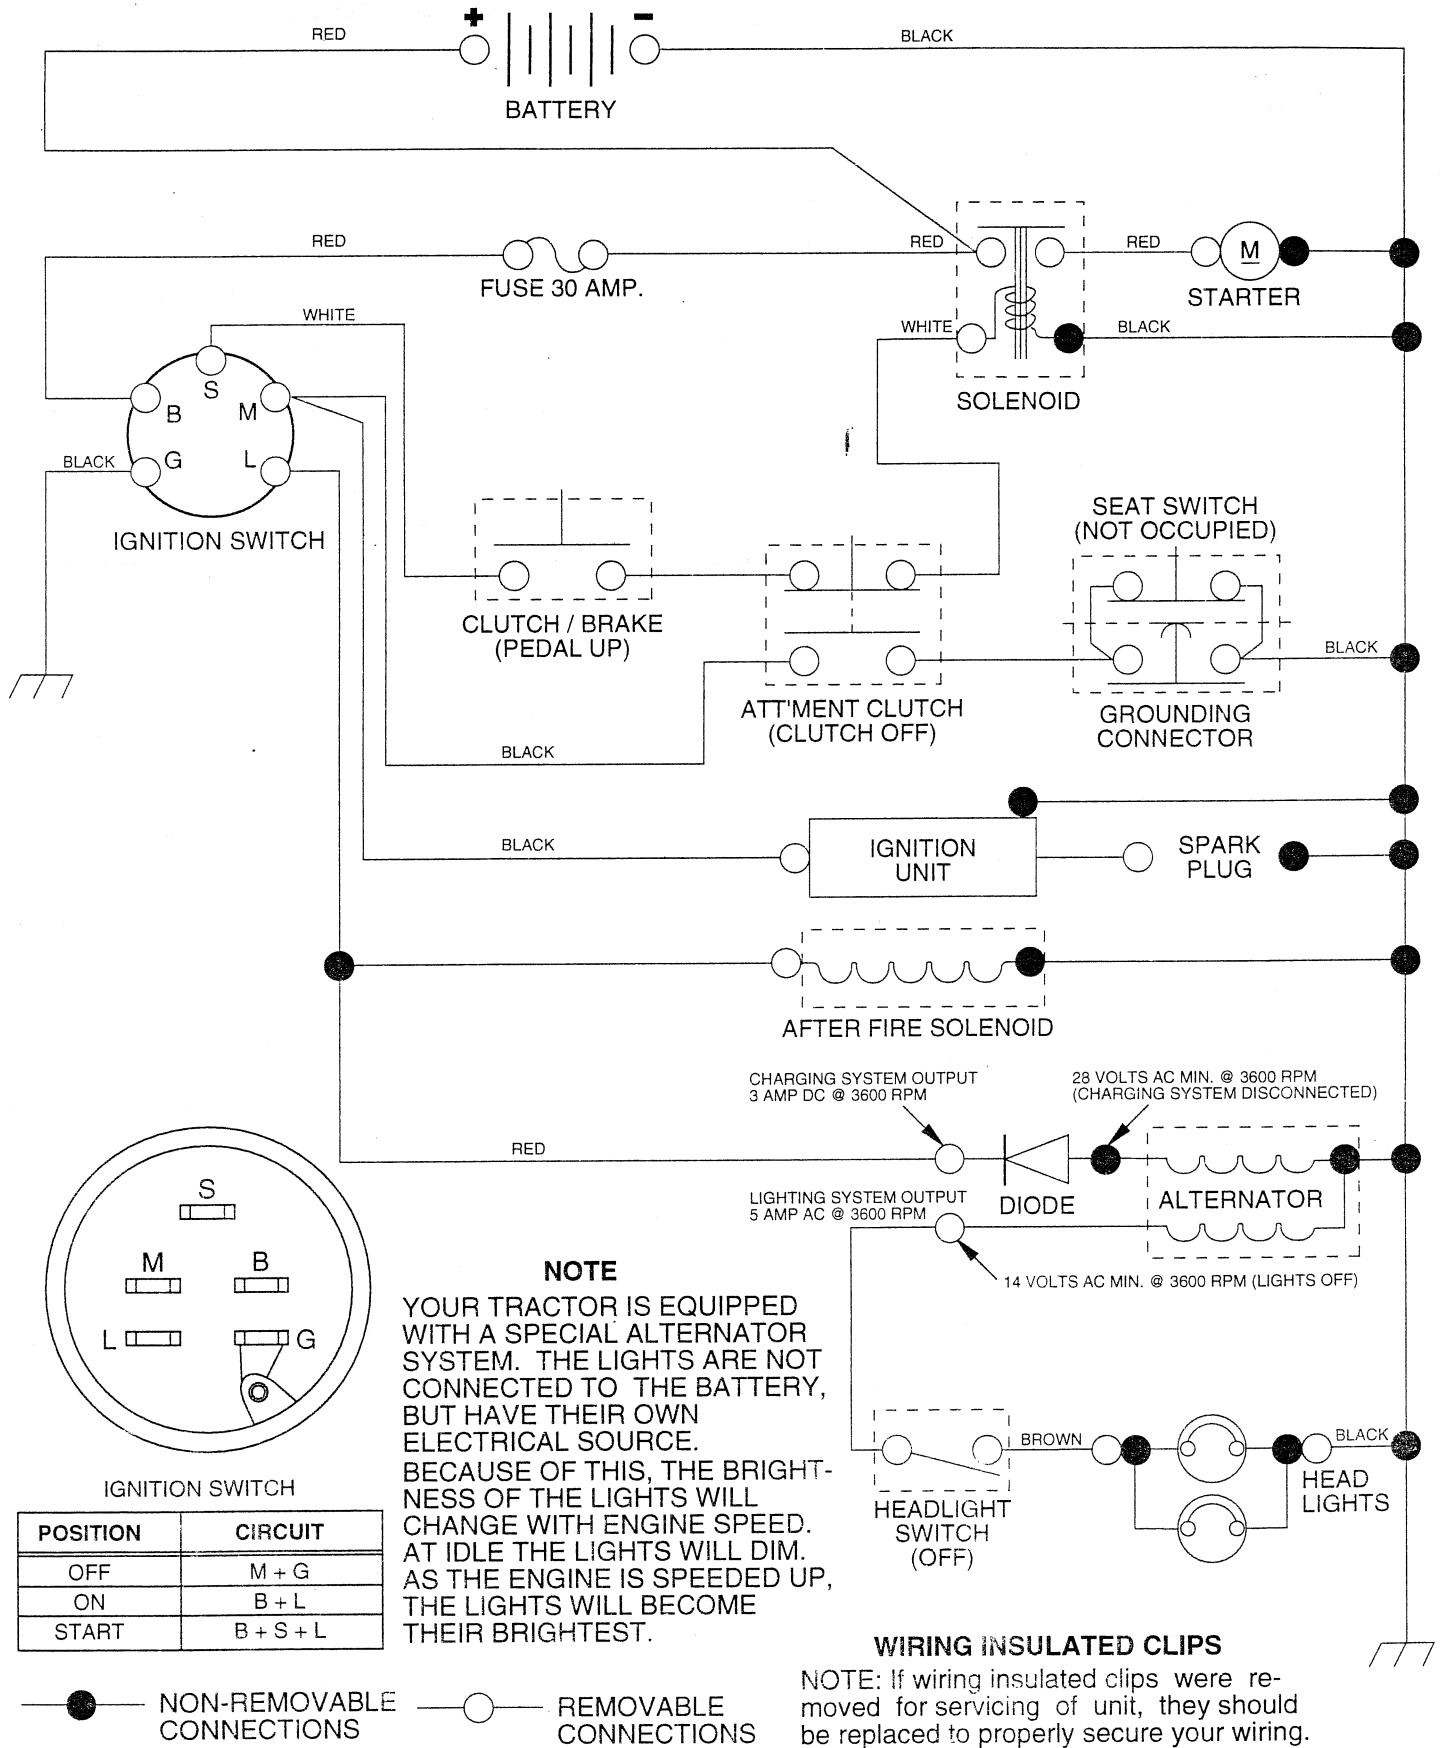 + −
RED
BLACK
BATTERY
RED
RED
RED
M
FUSE 30 AMP.
STARTER
WHITE
WHITE
BLACK
SOLENOID
S
B
M
G
L
BLACK
IGNITION SWITCH
SEAT SWITCH
(NOT OCCUPIED)
CLUTCH / BRAKE
(PEDAL UP)
BLACK
ATT'MENT CLUTCH
(CLUTCH OFF)
GROUNDING
CONNECTOR
BLACK
BLACK
IGNITION
UNIT
SPARK
PLUG
AFTER FIRE SOLENOID
CHARGING SYSTEM OUTPUT
3 AMP DC @ 3600 RPM
28 VOLTS AC MIN. @ 3600 RPM
(CHARGING SYSTEM DISCONNECTED)
RED
DIODE
ALTERNATOR
LIGHTING SYSTEM OUTPUT
5 AMP AC @ 3600 RPM
14 VOLTS AC MIN. @ 3600 RPM (LIGHTS OFF)
S
M
B
L
G
IGNITION SWITCH
POSITION CIRCUIT
OFF M + G
ON B + L
START B + S + L
NOTE
YOUR TRACTOR IS EQUIPPED
WITH A SPECIAL ALTERNATOR
SYSTEM. THE LIGHTS ARE NOT
CONNECTED TO THE BATTERY,
BUT HAVE THEIR OWN
ELECTRICAL SOURCE.
BECAUSE OF THIS, THE BRIGHT-
NESS OF THE LIGHTS WILL
CHANGE WITH ENGINE SPEED.
AT IDLE THE LIGHTS WILL DIM.
AS THE ENGINE IS SPEEDED UP,
THE LIGHTS WILL BECOME
THEIR BRIGHTEST.
BROWN
BLACK
HEADLIGHT
SWITCH
(OFF)
HEAD
LIGHTS
WIRING INSULATED CLIPS
NOTE: If wiring insulated clips were re-
moved for servicing of unit, they should
be replaced to properly secure your wiring.
NON-REMOVABLE
CONNECTIONS
REMOVABLE
CONNECTIONS